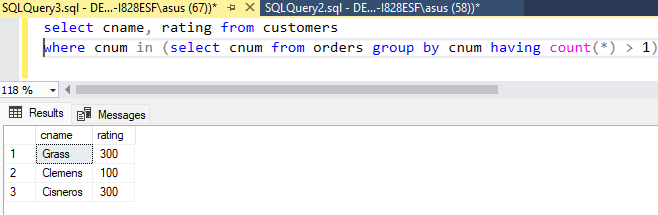 SQLQuery3.sql - DE...-I828ESF\asus (67))* SQLQuery2.sql - DE...-I828ESF\asus (58))*
select cname, rating from customers
where cnum in (select cnum from orders group by cnum having count(*) > 1)
118 %
Results Messages
cname rating
1 Grass 300
2 Clemens 100
3 Cisneros 300